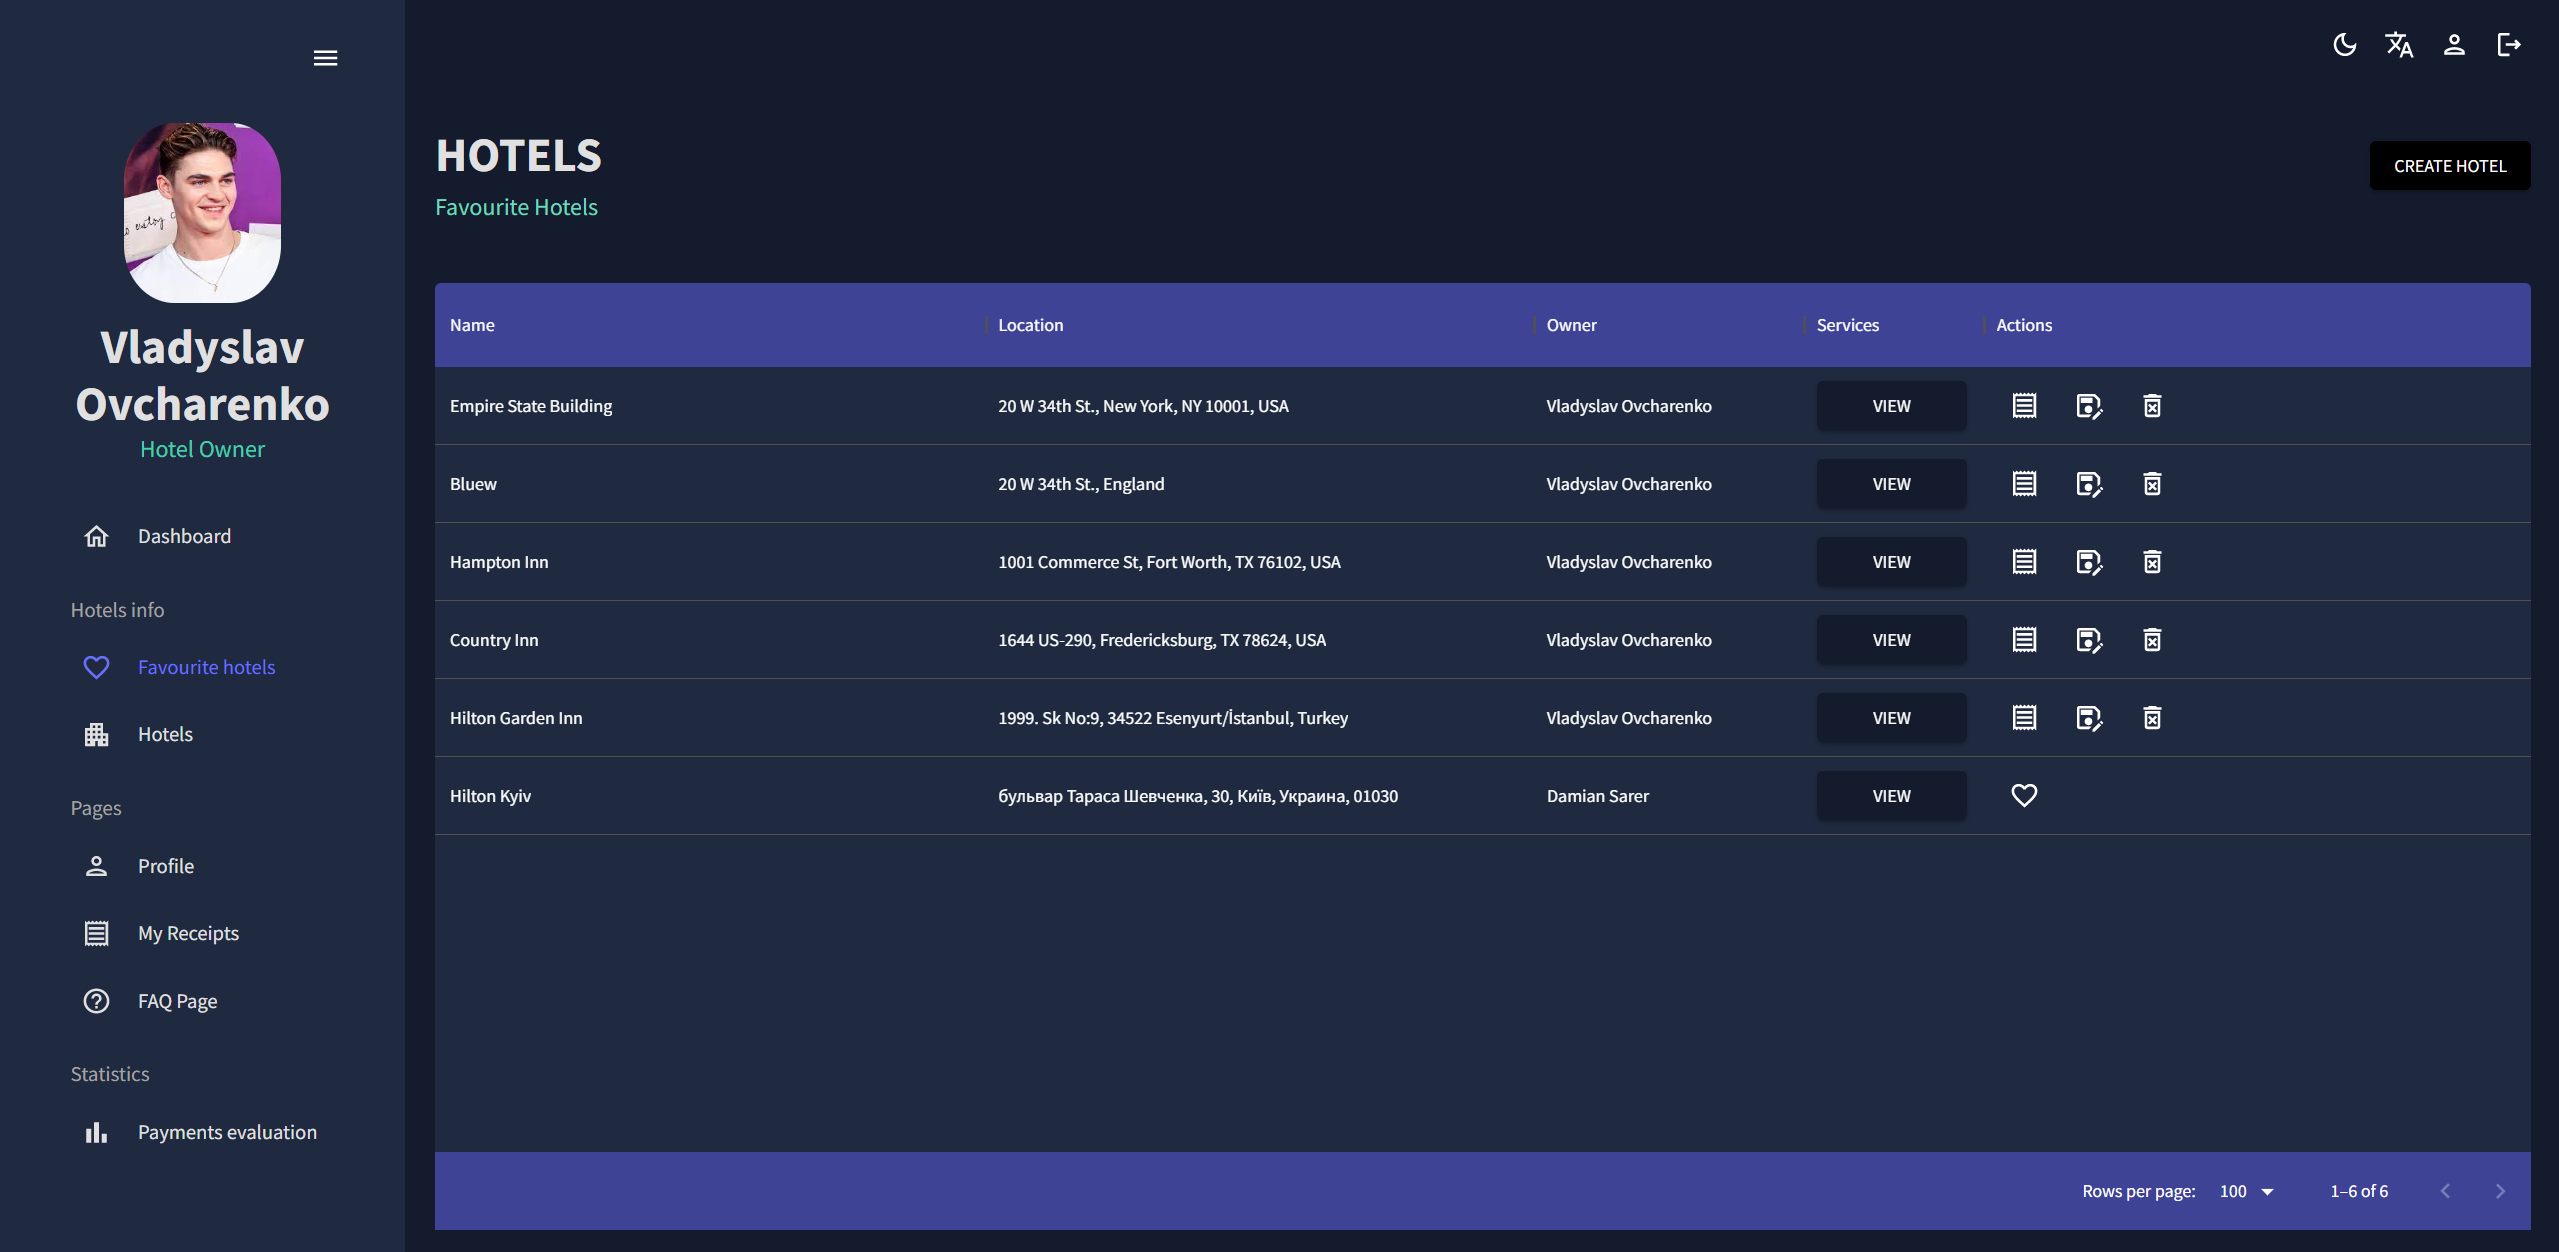 Vladyslav
Ovcharenko
Hotel Owner
Dashboard
Hotels info
Favourite hotels
Hotels
Pages
Profile
My Receipts
FAQ Page
Statistics
Payments evaluation
HOTELS
Favourite Hotels
CREATE HOTEL
Name Location Owner Services Actions
Empire State Building 20 W 34th St., New York, NY 10001, USA Vladyslav Ovcharenko VIEW
Bluew 20 W 34th St., England Vladyslav Ovcharenko VIEW
Hampton Inn 1001 Commerce St, Fort Worth, TX 76102, USA Vladyslav Ovcharenko VIEW
Country Inn 1644 US-290, Fredericksburg, TX 78624, USA Vladyslav Ovcharenko VIEW
Hilton Garden Inn 1999. Sk No:9, 34522 Esenyurt/İstanbul, Turkey Vladyslav Ovcharenko VIEW
Hilton Kyiv бульвар Тараса Шевченка, 30, Київ, Украина, 01030 Damian Sarer VIEW
Rows per page: 100 1–6 of 6